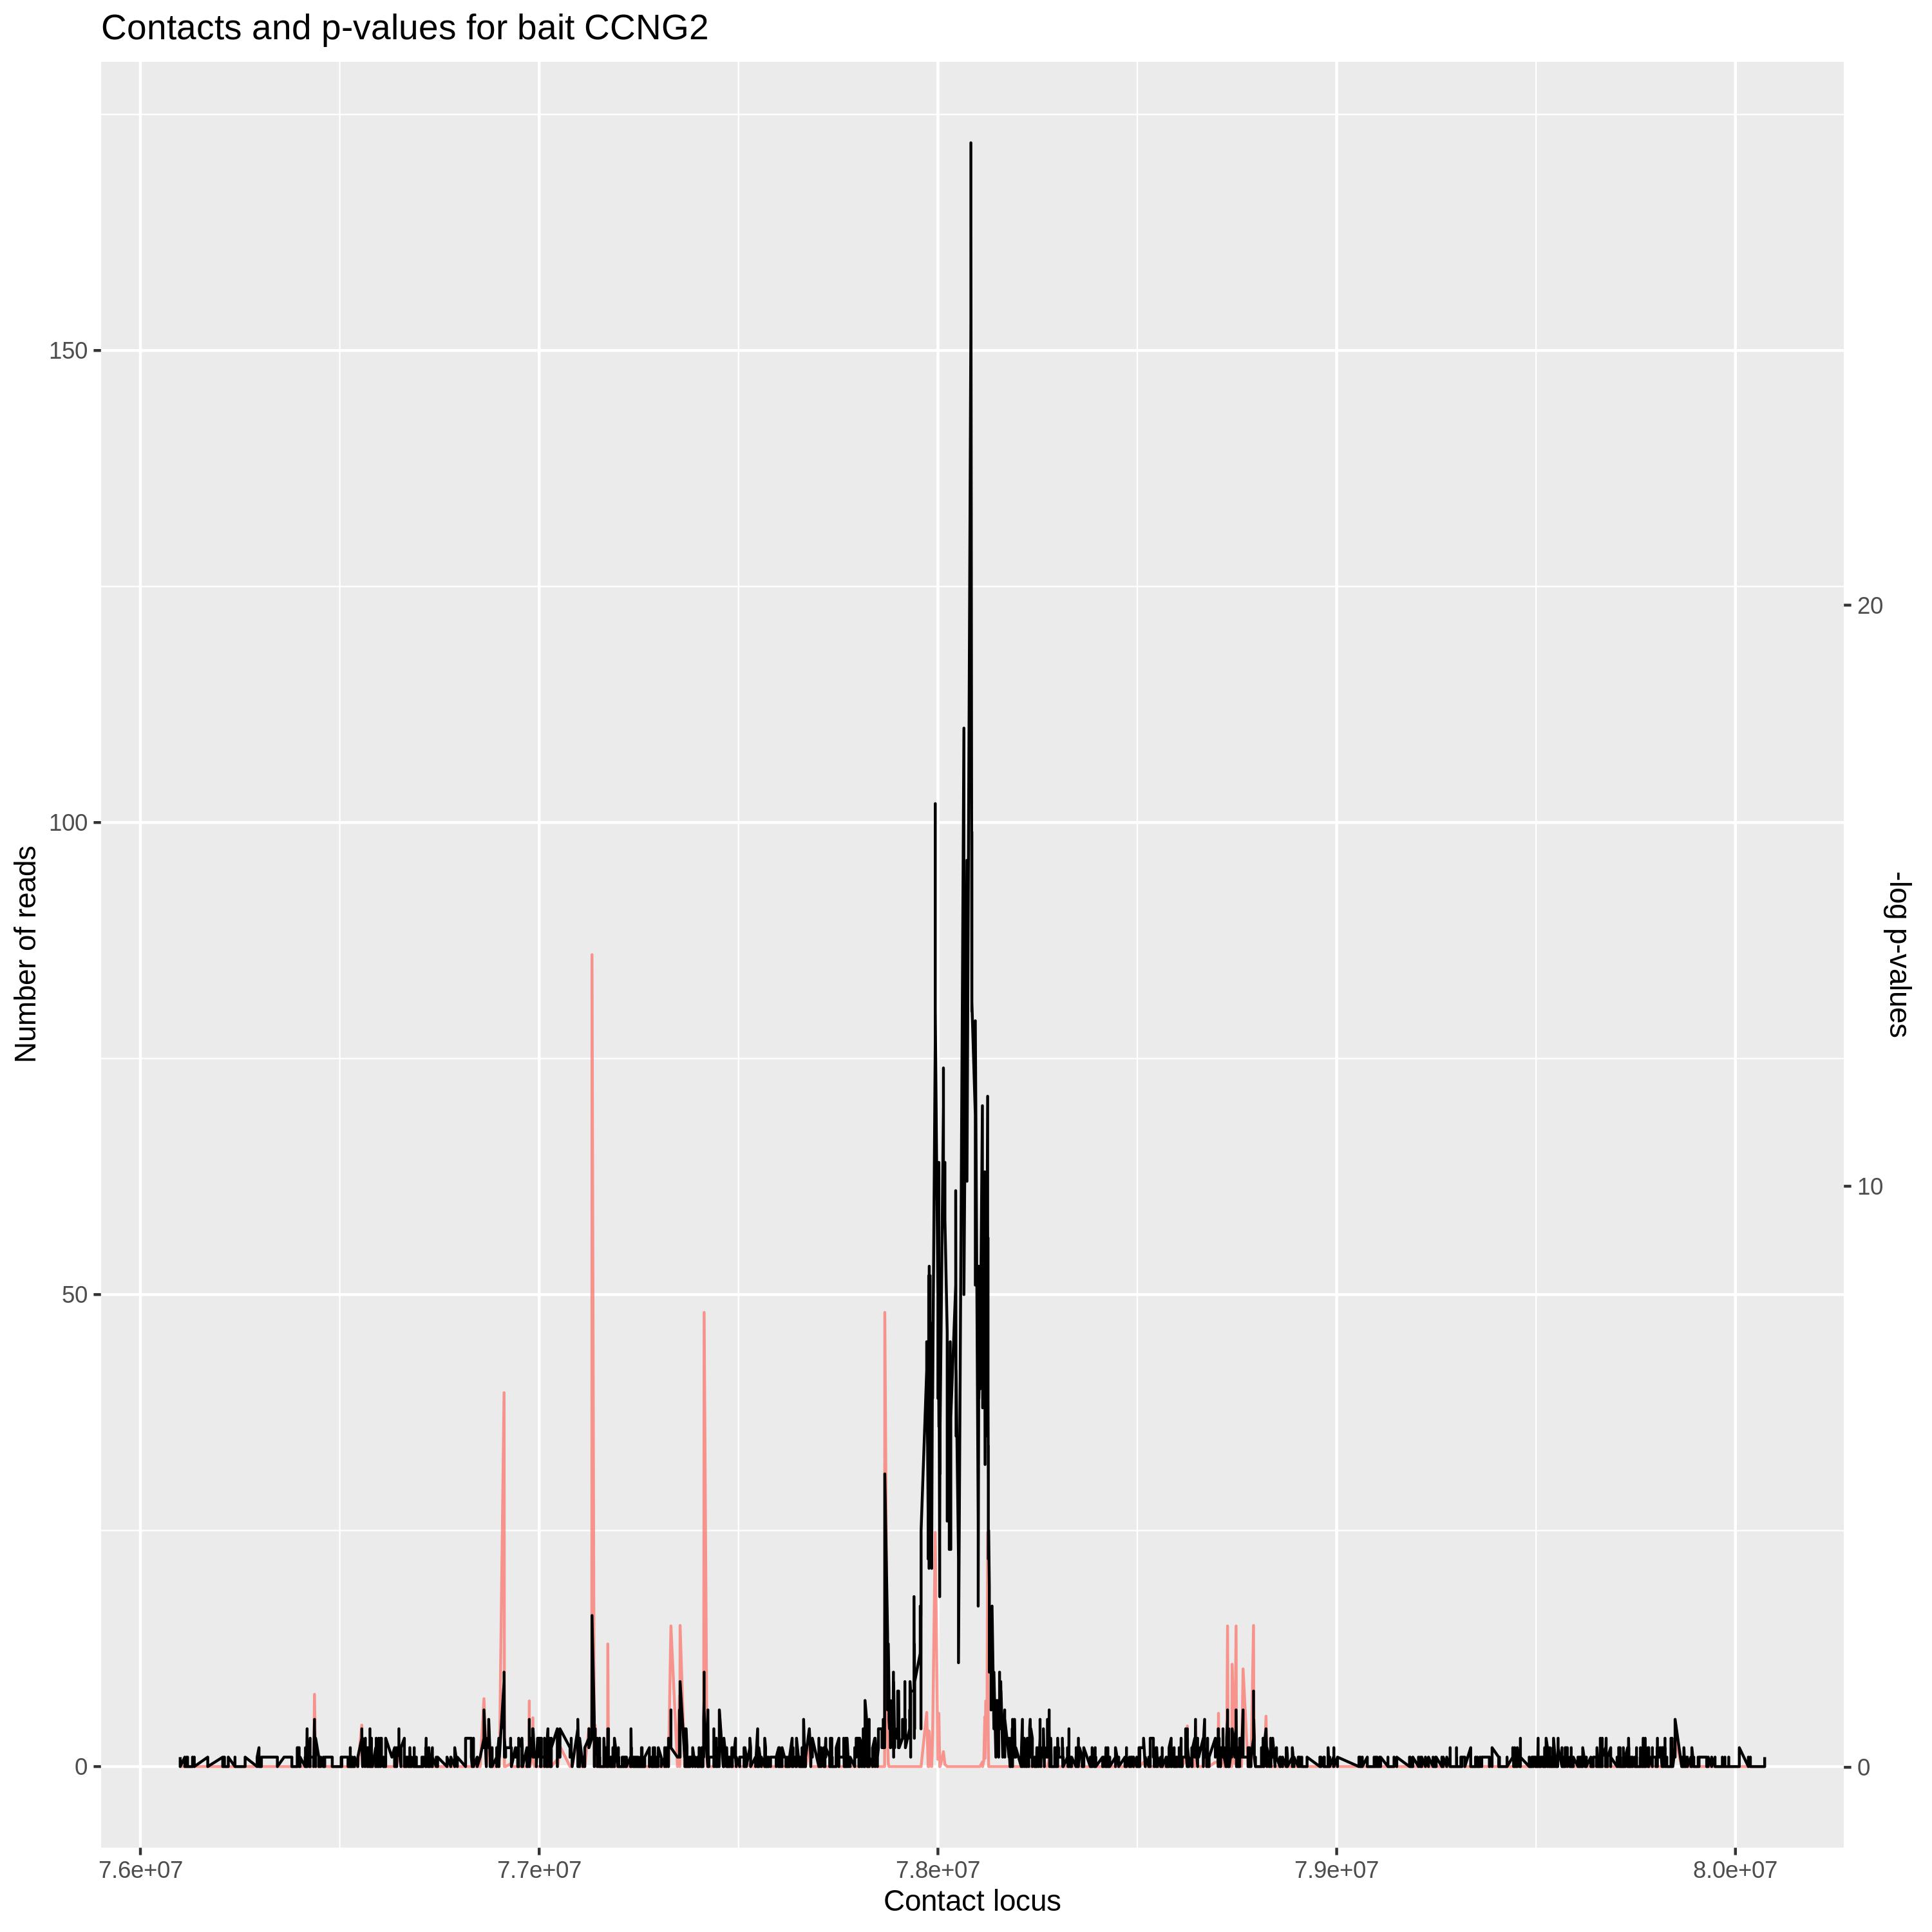 Contacts and p-values for bait CCNG2
150
100
50
0
Number of reads
20
10
0
-log p-values
7.6e+07
7.7e+07
7.8e+07
7.9e+07
8.0e+07
Contact locus